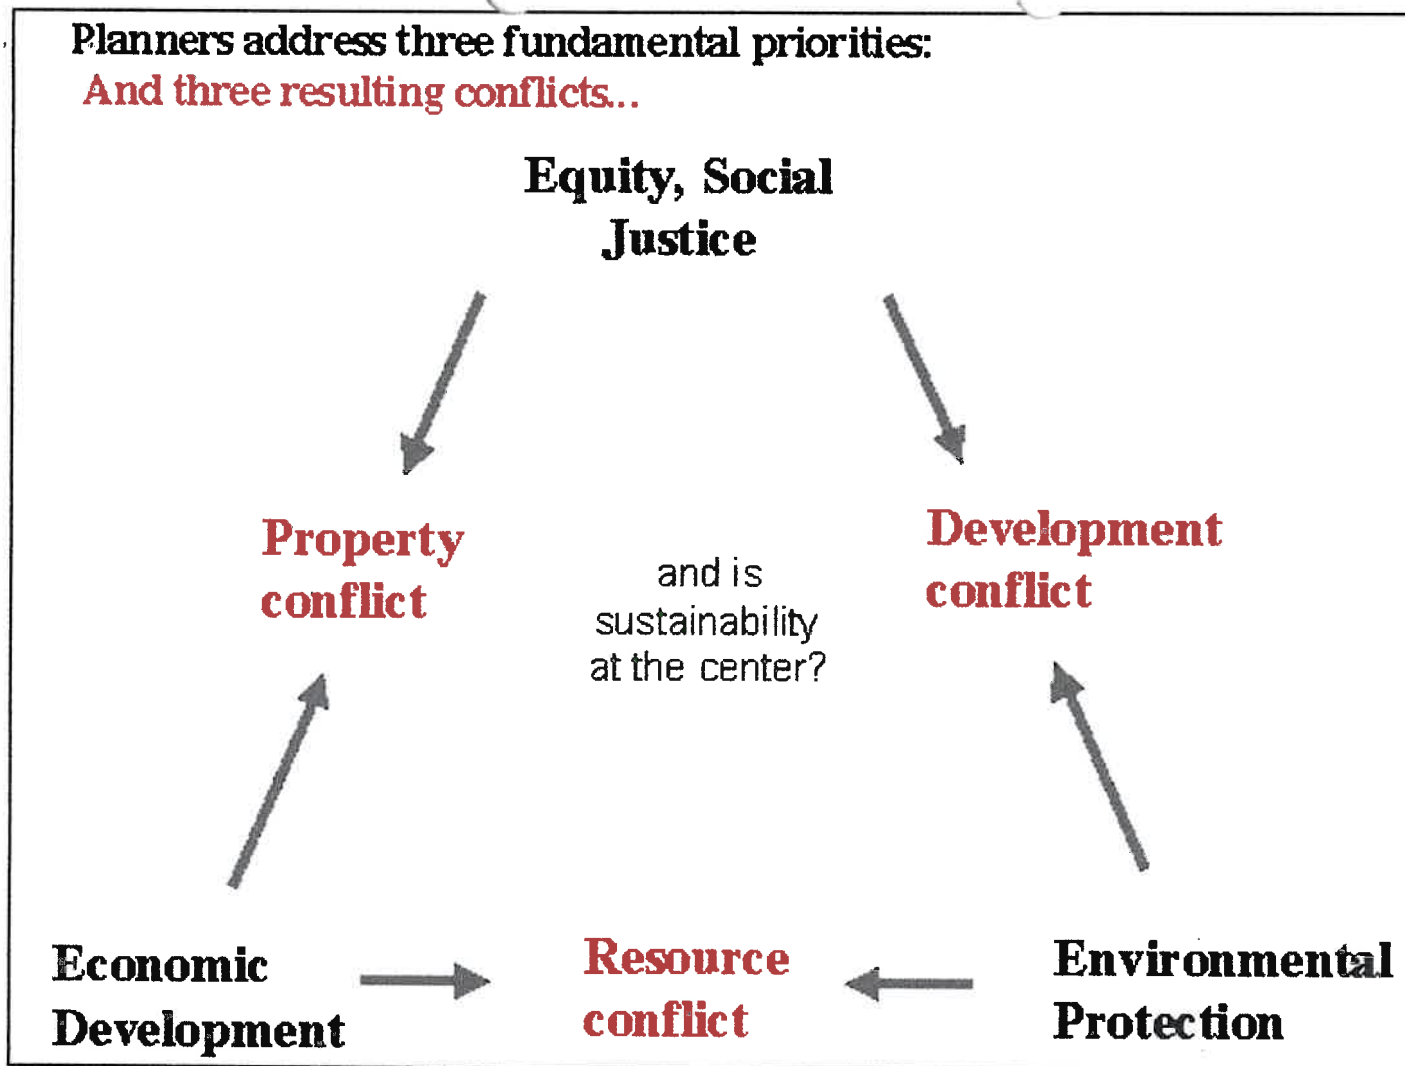 Planners address three fundamental priorities:
And three resulting conflicts...
Equity, Social
Justice
Property
conflict
and is
sustainability
at the center?
Development
conflict
Economic
Development
Resource
conflict
Environmental
Protection